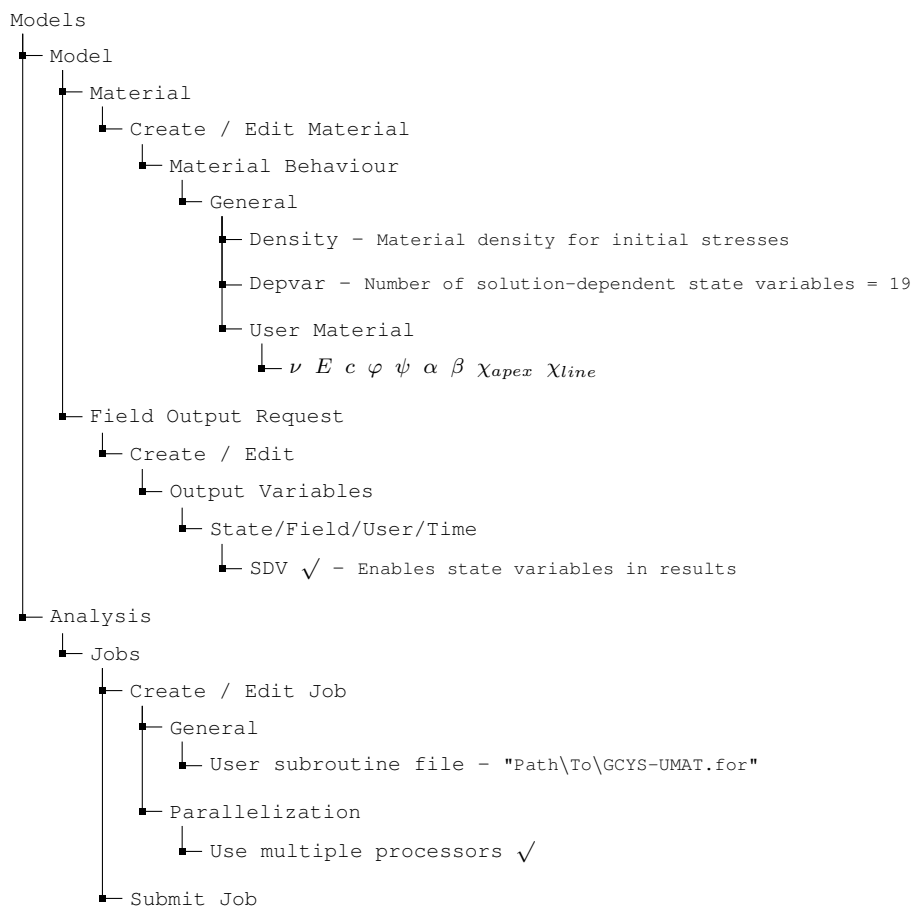 Models
Model
Material
Create / Edit Material
Material Behaviour
General
Density – Material density for initial stresses
Depvar – Number of solution-dependent state variables = 19
User Material
ν E c φ ψ α β χapex χline
Field Output Request
Create / Edit
Output Variables
State/Field/User/Time
SDV √ – Enables state variables in results
Analysis
Jobs
Create / Edit Job
General
User subroutine file – "Path\To\GCYS-UMAT.for"
Parallelization
Use multiple processors √
Submit Job